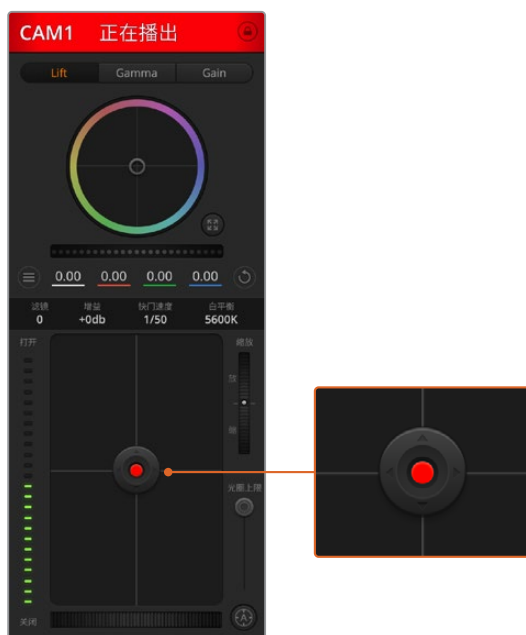 CAM1 正在播出
Lift Gamma Gain
0.00 0.00 0.00 0.00
滤镜 增益 快门速度 白平衡
0 +0db 1/50 5600K
打开 缩放
放
缩
光圈上限
关闭 A